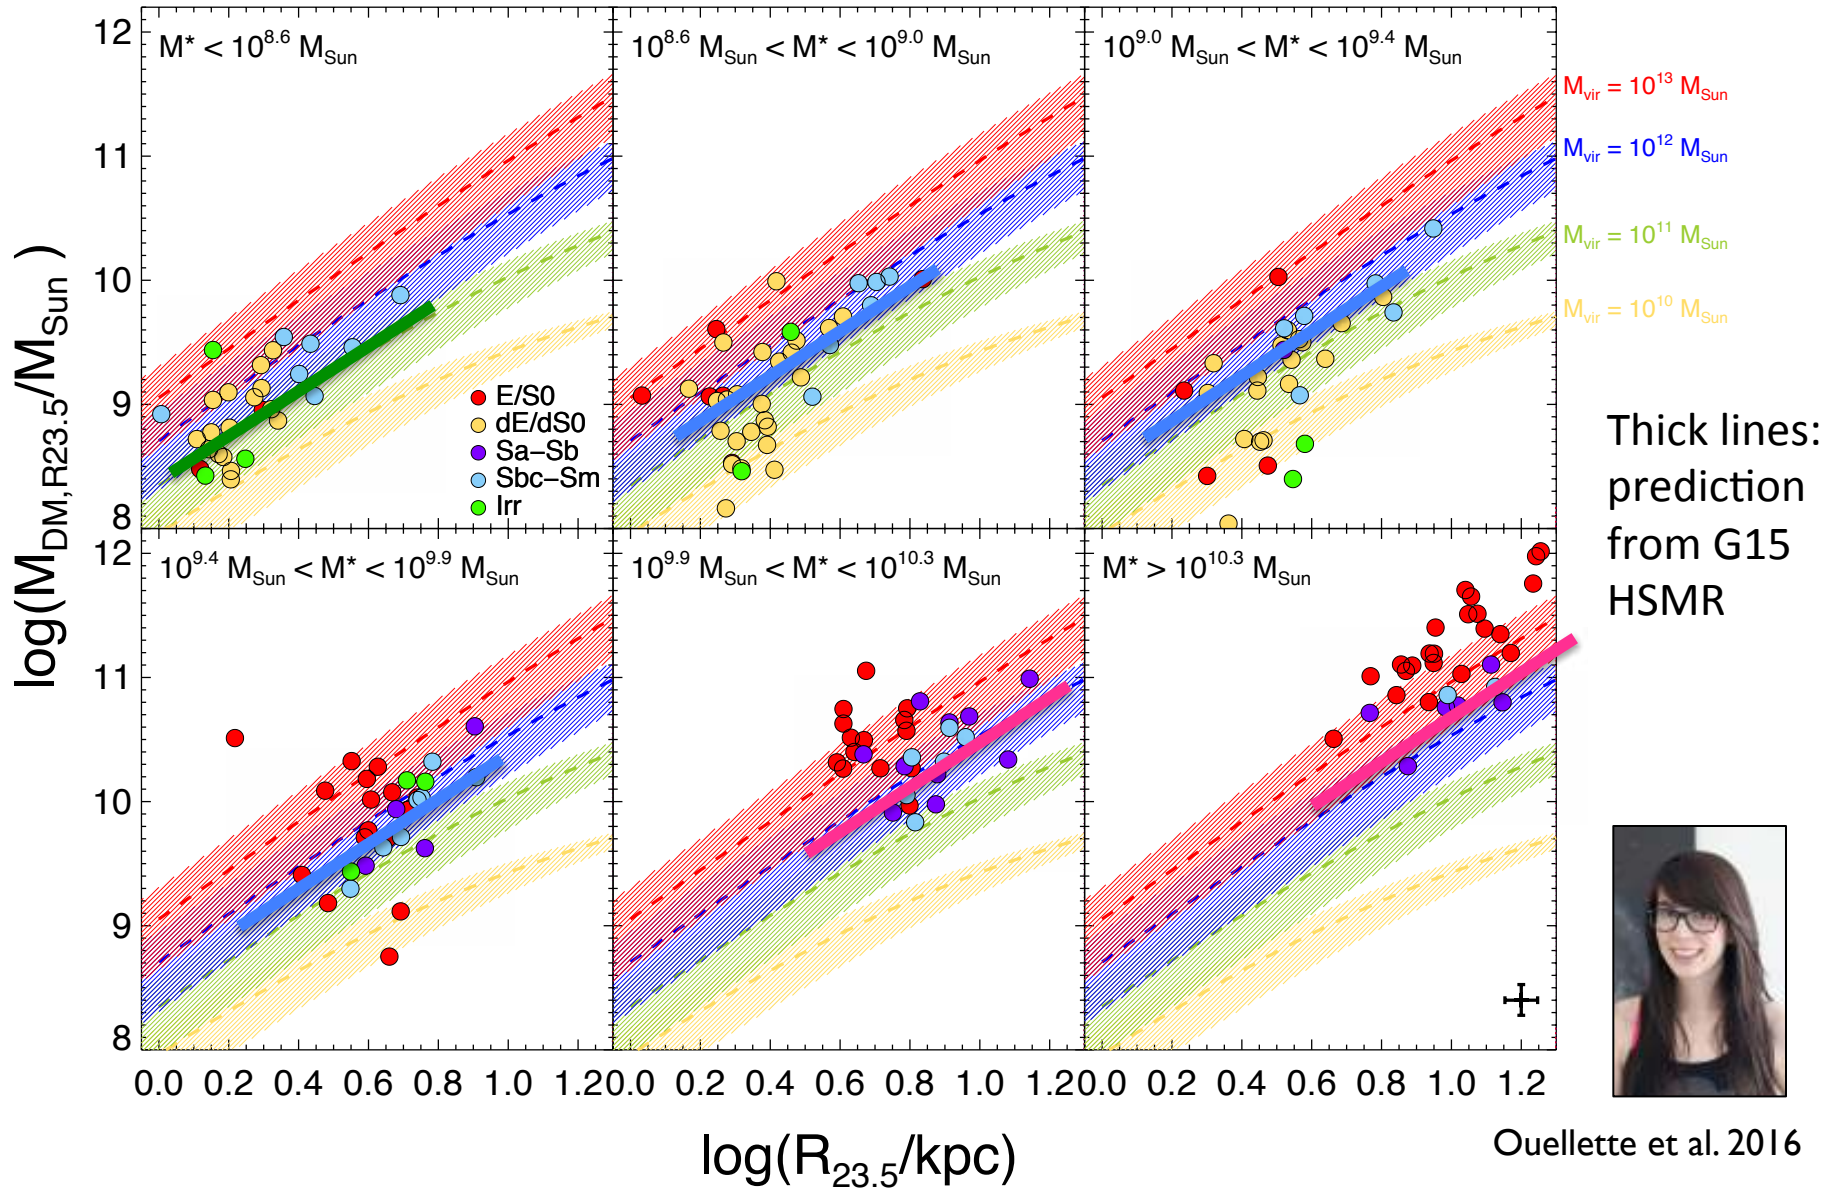 M* < 10^8.6 M_Sun
10^8.6 M_Sun < M* < 10^9.0 M_Sun
10^9.0 M_Sun < M* < 10^9.4 M_Sun
M_vir = 10^13 M_Sun
M_vir = 10^12 M_Sun
M_vir = 10^11 M_Sun
M_vir = 10^10 M_Sun
12
11
10
9
8
E/S0
dE/dS0
Sa–Sb
Sbc–Sm
Irr
Thick lines:
prediction
from G15
HSMR
log(M_DM,R23.5/M_Sun)
10^9.4 M_Sun < M* < 10^9.9 M_Sun
10^9.9 M_Sun < M* < 10^10.3 M_Sun
M* > 10^10.3 M_Sun
12
11
10
9
8
0.0 0.2 0.4 0.6 0.8 1.0 1.20.0 0.2 0.4 0.6 0.8 1.0 1.20.0 0.2 0.4 0.6 0.8 1.0 1.2
log(R_23.5/kpc)
Ouellette et al. 2016